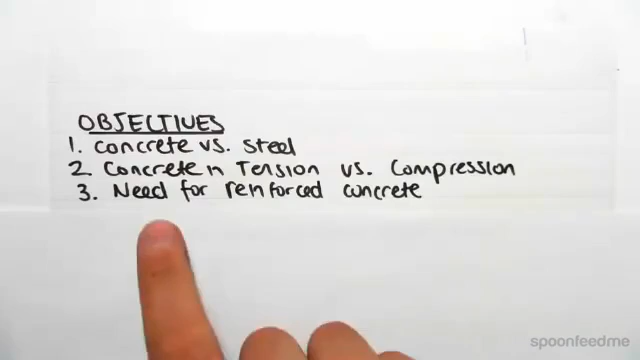 OBJECTIVES
1. Concrete vs. Steel
2. Concrete in Tension vs. Compression
3. Need for reinforced concrete
spoonfeedme